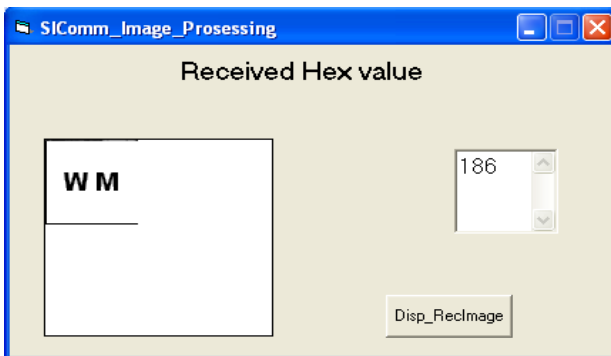 SIComm_Image_Prosessing
Received Hex value
W M
186
Disp_RecImage